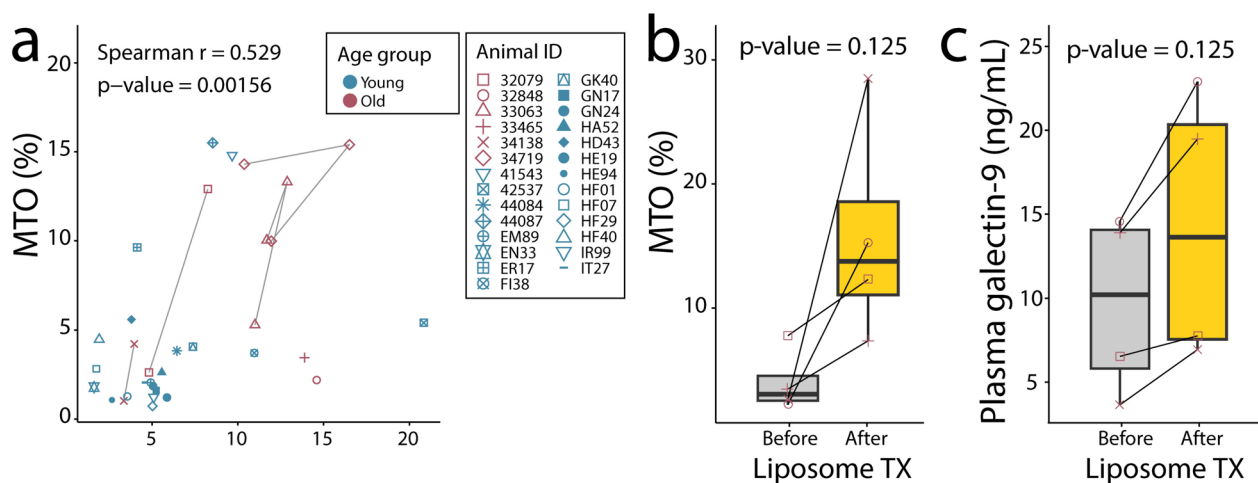 a
Spearman r = 0.529
p−value = 0.00156
Age group
Young
Old
Animal ID
32079
32848
33063
33465
34138
34719
41543
42537
44084
44087
EM89
EN33
ER17
FI38
GK40
GN17
GN24
HA52
HD43
HE19
HE94
HF01
HF07
HF29
HF40
IR99
IT27
MTO (%)
20
15
10
5
0
5
10
15
20
b
p-value = 0.125
MTO (%)
30
20
10
Before
After
Liposome TX
c
p-value = 0.125
Plasma galectin-9 (ng/mL)
25
20
15
10
5
Before
After
Liposome TX